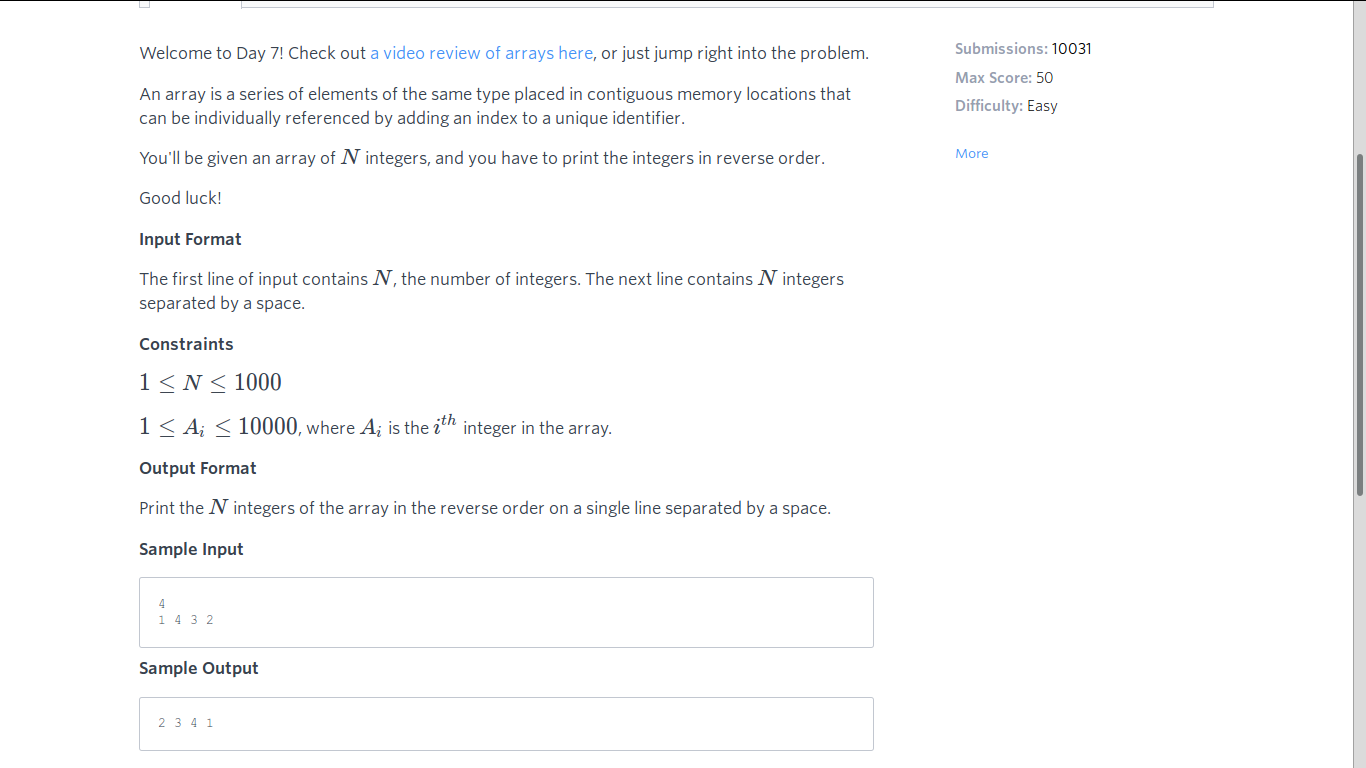 Welcome to Day 7! Check out a video review of arrays here, or just jump right into the problem.
An array is a series of elements of the same type placed in contiguous memory locations that
can be individually referenced by adding an index to a unique identifier.
You'll be given an array of N integers, and you have to print the integers in reverse order.
Good luck!
Input Format
The first line of input contains N, the number of integers. The next line contains N integers
separated by a space.
Constraints
1 ≤ N ≤ 1000
1 ≤ Aᵢ ≤ 10000, where Aᵢ is the iᵗʰ integer in the array.
Output Format
Print the N integers of the array in the reverse order on a single line separated by a space.
Sample Input
4
1 4 3 2
Sample Output
2 3 4 1
Submissions: 10031
Max Score: 50
Difficulty: Easy
More